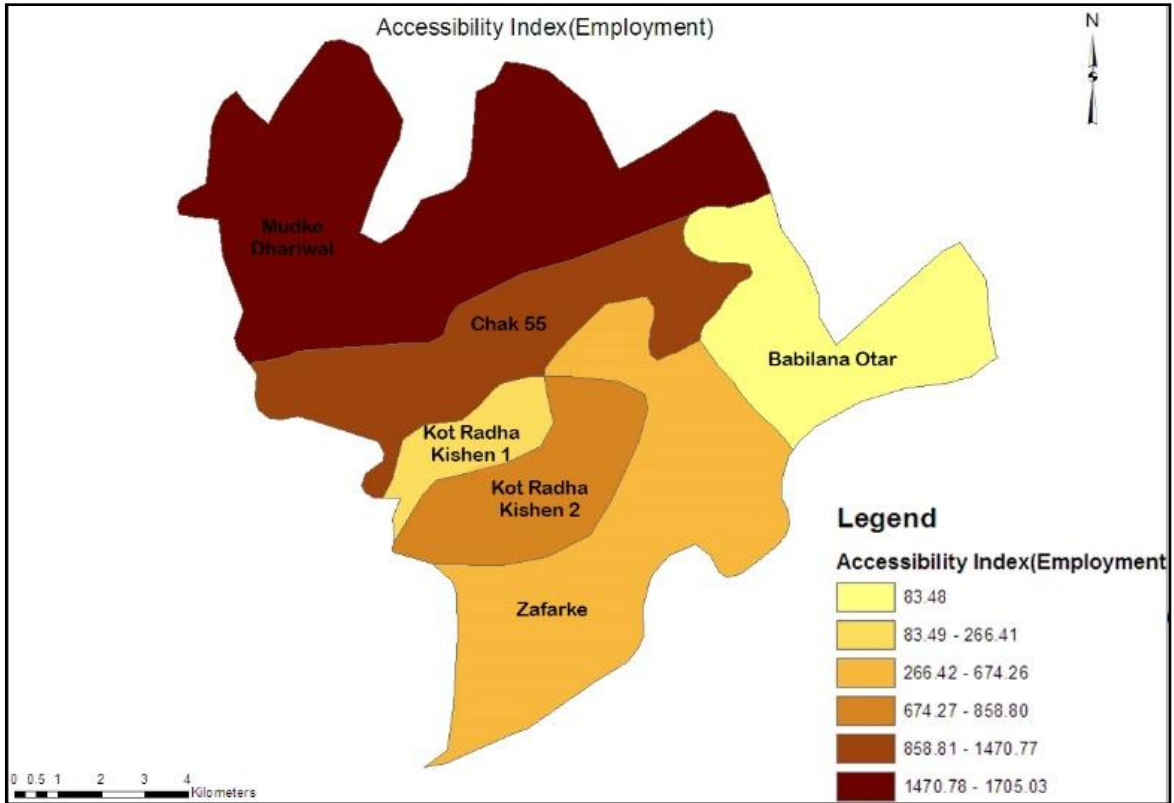 Accessibility Index(Employment)
N
Mudke
Dhariwal
Chak 55
Babilana Otar
Kot Radha
Kishen 1
Kot Radha
Kishen 2
Zafarke
Legend
Accessibility Index(Employment
83.48
83.49 - 266.41
266.42 - 674.26
674.27 - 858.80
858.81 - 1470.77
1470.78 - 1705.03
0 0.5 1 2 3 4
Kilometers